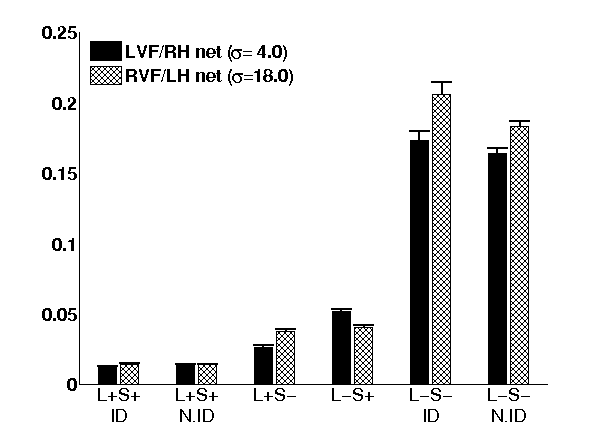 0.25
LVF/RH net (σ= 4.0)
RVF/LH net (σ=18.0)
0.2
0.15
0.1
0.05
0
L+S+ L+S+ L+S− L−S+ L−S− L−S−
ID N.ID ID N.ID